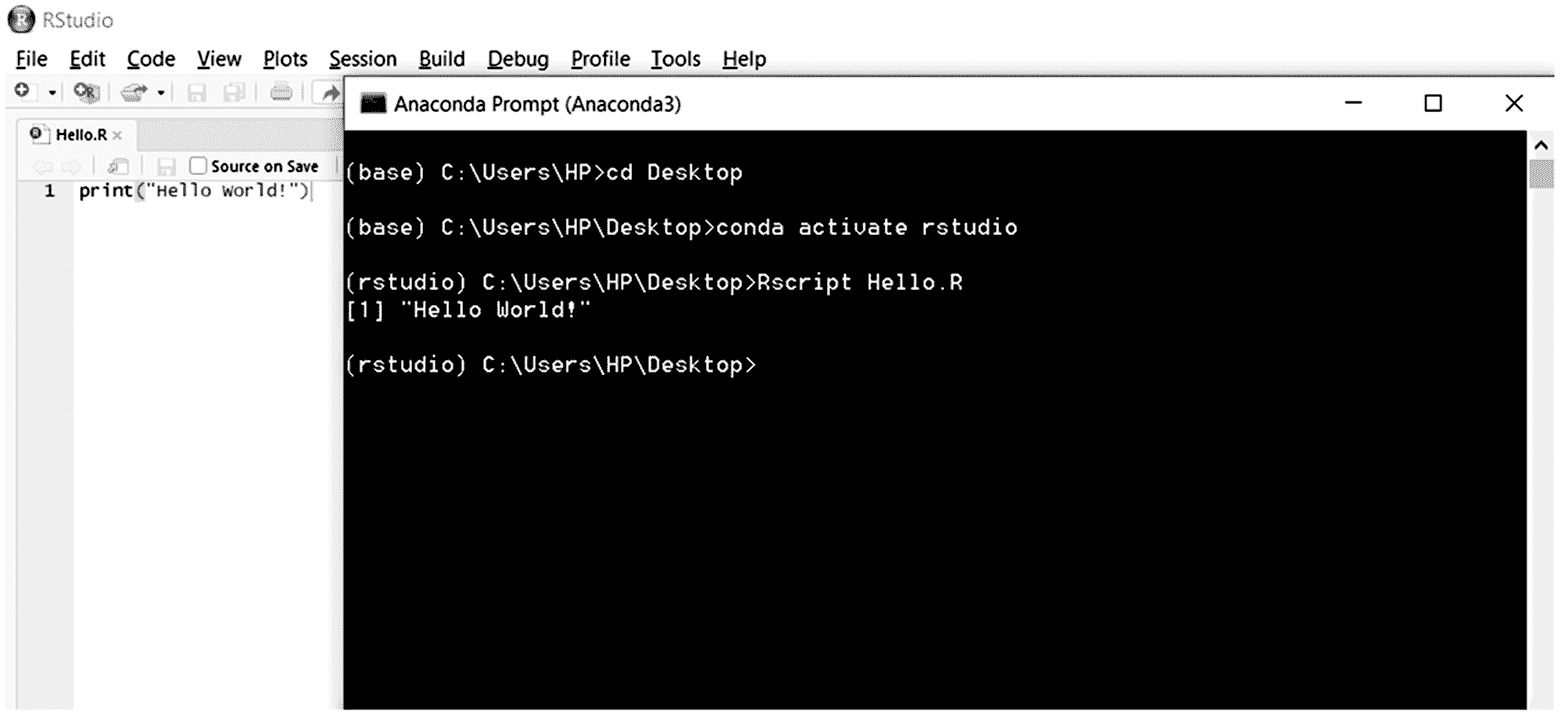 RStudio
File Edit Code View Plots Session Build Debug Profile Tools Help
Hello.R
Source on Save
1 print("Hello World!")
Anaconda Prompt (Anaconda3)
(base) C:\Users\HP>cd Desktop
(base) C:\Users\HP\Desktop>conda activate rstudio
(rstudio) C:\Users\HP\Desktop>Rscript Hello.R
[1] "Hello World!"
(rstudio) C:\Users\HP\Desktop>